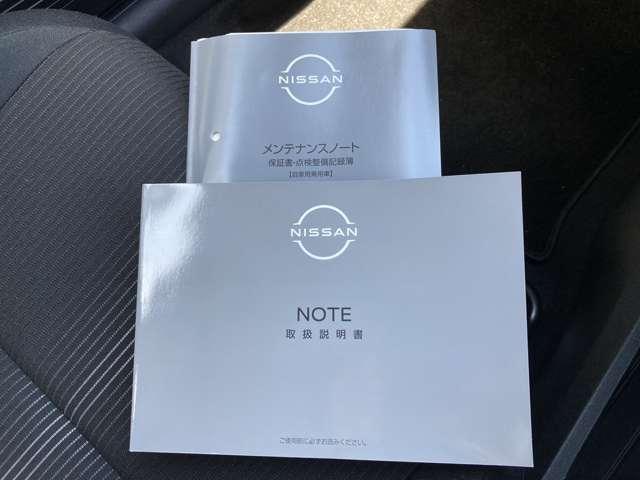 NISSAN
メンテナンスノート
保証書・点検整備記録簿
【自家用乗用車】
NISSAN
NOTE
取扱説明書
ご使用前に必ずお読みください。